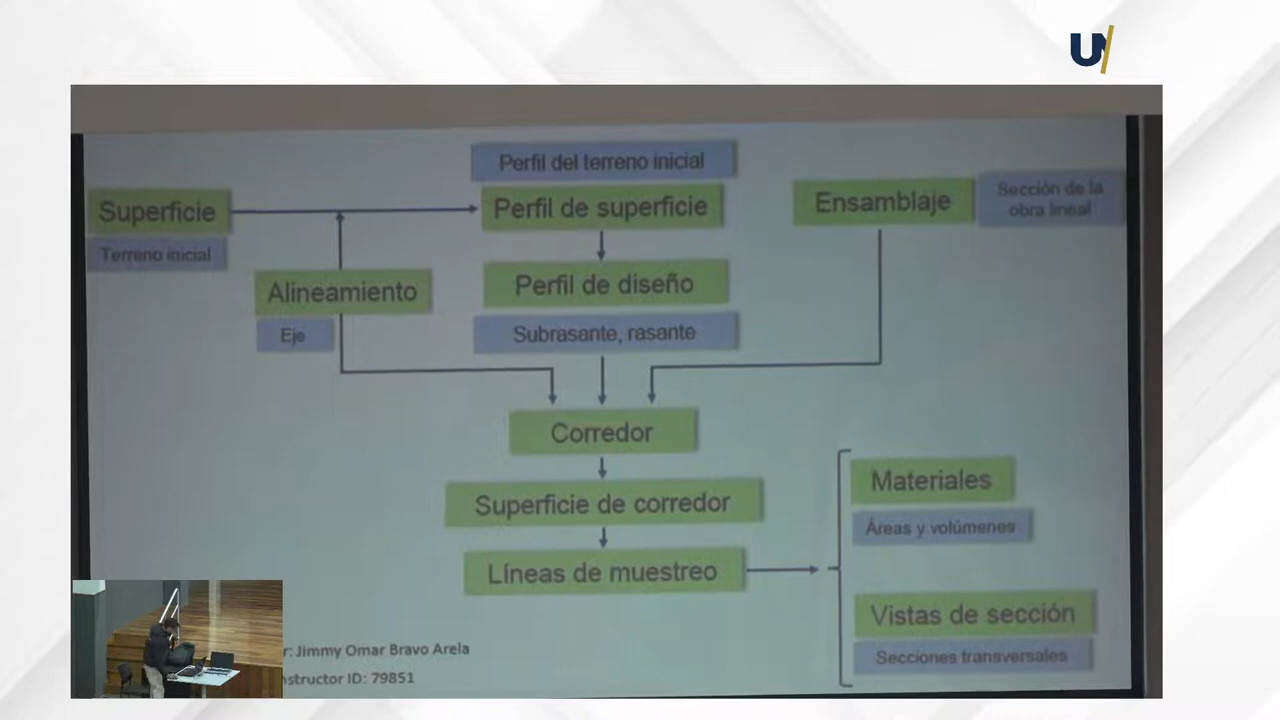 U
Perfil del terreno inicial
Superficie
Perfil de superficie
Ensamblaje
Sección de la
obra lineal
Terreno inicial
Alineamiento
Perfil de diseño
Eje
Subrasante, rasante
Corredor
Superficie de corredor
Materiales
Áreas y volúmenes
Líneas de muestreo
Vistas de sección
Secciones transversales
r: Jimmy Omar Bravo Arela
nstructor ID: 79851